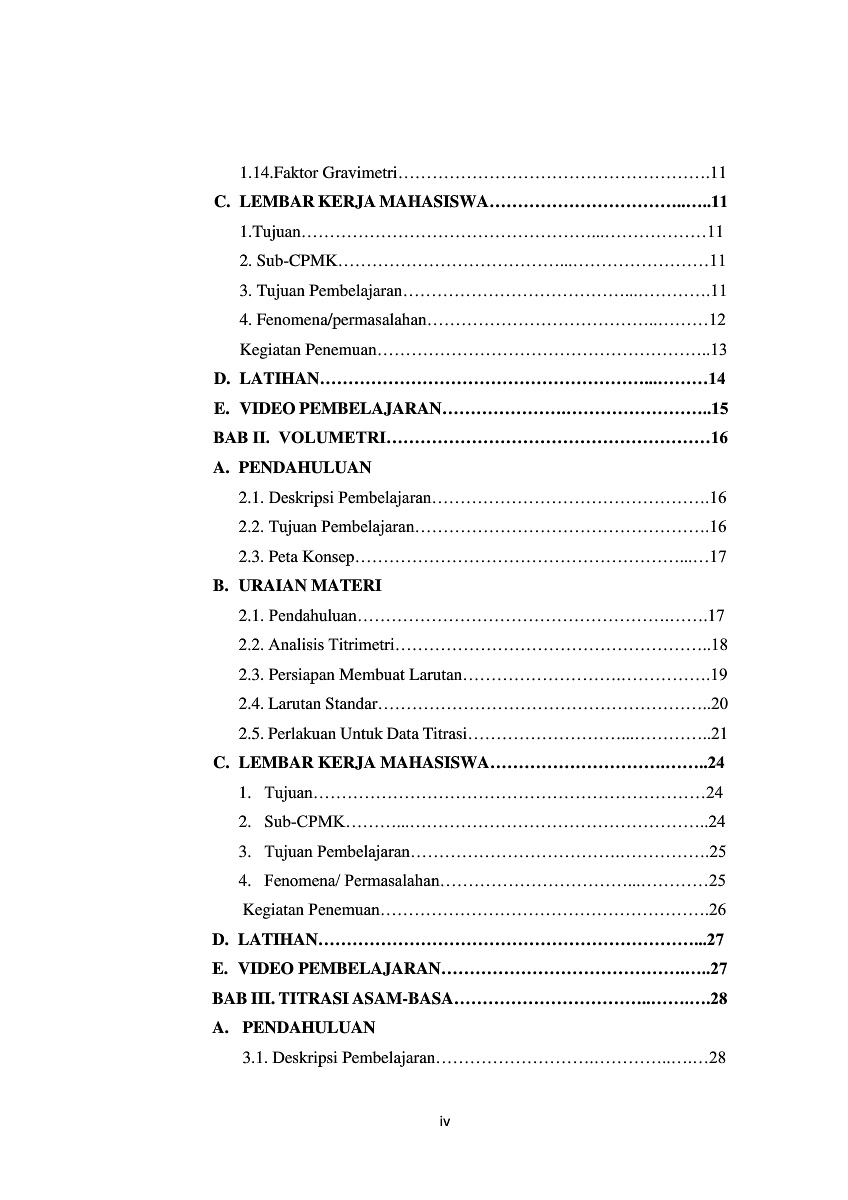 1.14.Faktor Gravimetri……………………………………………….11
C. LEMBAR KERJA MAHASISWA……………………………..…..11
1.Tujuan……………………………………………...………………11
2. Sub-CPMK…………………………………...……………………11
3. Tujuan Pembelajaran…………………………………...………….11
4. Fenomena/permasalahan…………………………………..………12
Kegiatan Penemuan…………………………………………………..13
D. LATIHAN…………………………………………………...………14
E. VIDEO PEMBELAJARAN………………….……………………..15
BAB II. VOLUMETRI…………………………………………………16
A. PENDAHULUAN
2.1. Deskripsi Pembelajaran………………………………………….16
2.2. Tujuan Pembelajaran…………………………………………….16
2.3. Peta Konsep…………………………………………………...…17
B. URAIAN MATERI
2.1. Pendahuluan……………………………………………….…….17
2.2. Analisis Titrimetri………………………………………………..18
2.3. Persiapan Membuat Larutan……………………….…………….19
2.4. Larutan Standar…………………………………………………..20
2.5. Perlakuan Untuk Data Titrasi………………………...…………..21
C. LEMBAR KERJA MAHASISWA………………………….……..24
1. Tujuan……………………………………………………………24
2. Sub-CPMK………...……………………………………………..24
3. Tujuan Pembelajaran……………………………….…………….25
4. Fenomena/ Permasalahan……………………………...…………25
Kegiatan Penemuan………………………………………………….26
D. LATIHAN…………………………………………………………...27
E. VIDEO PEMBELAJARAN…………………………………….…..27
BAB III. TITRASI ASAM-BASA……………………………...…….….28
A. PENDAHULUAN
3.1. Deskripsi Pembelajaran……………………….…………..….…28
iv